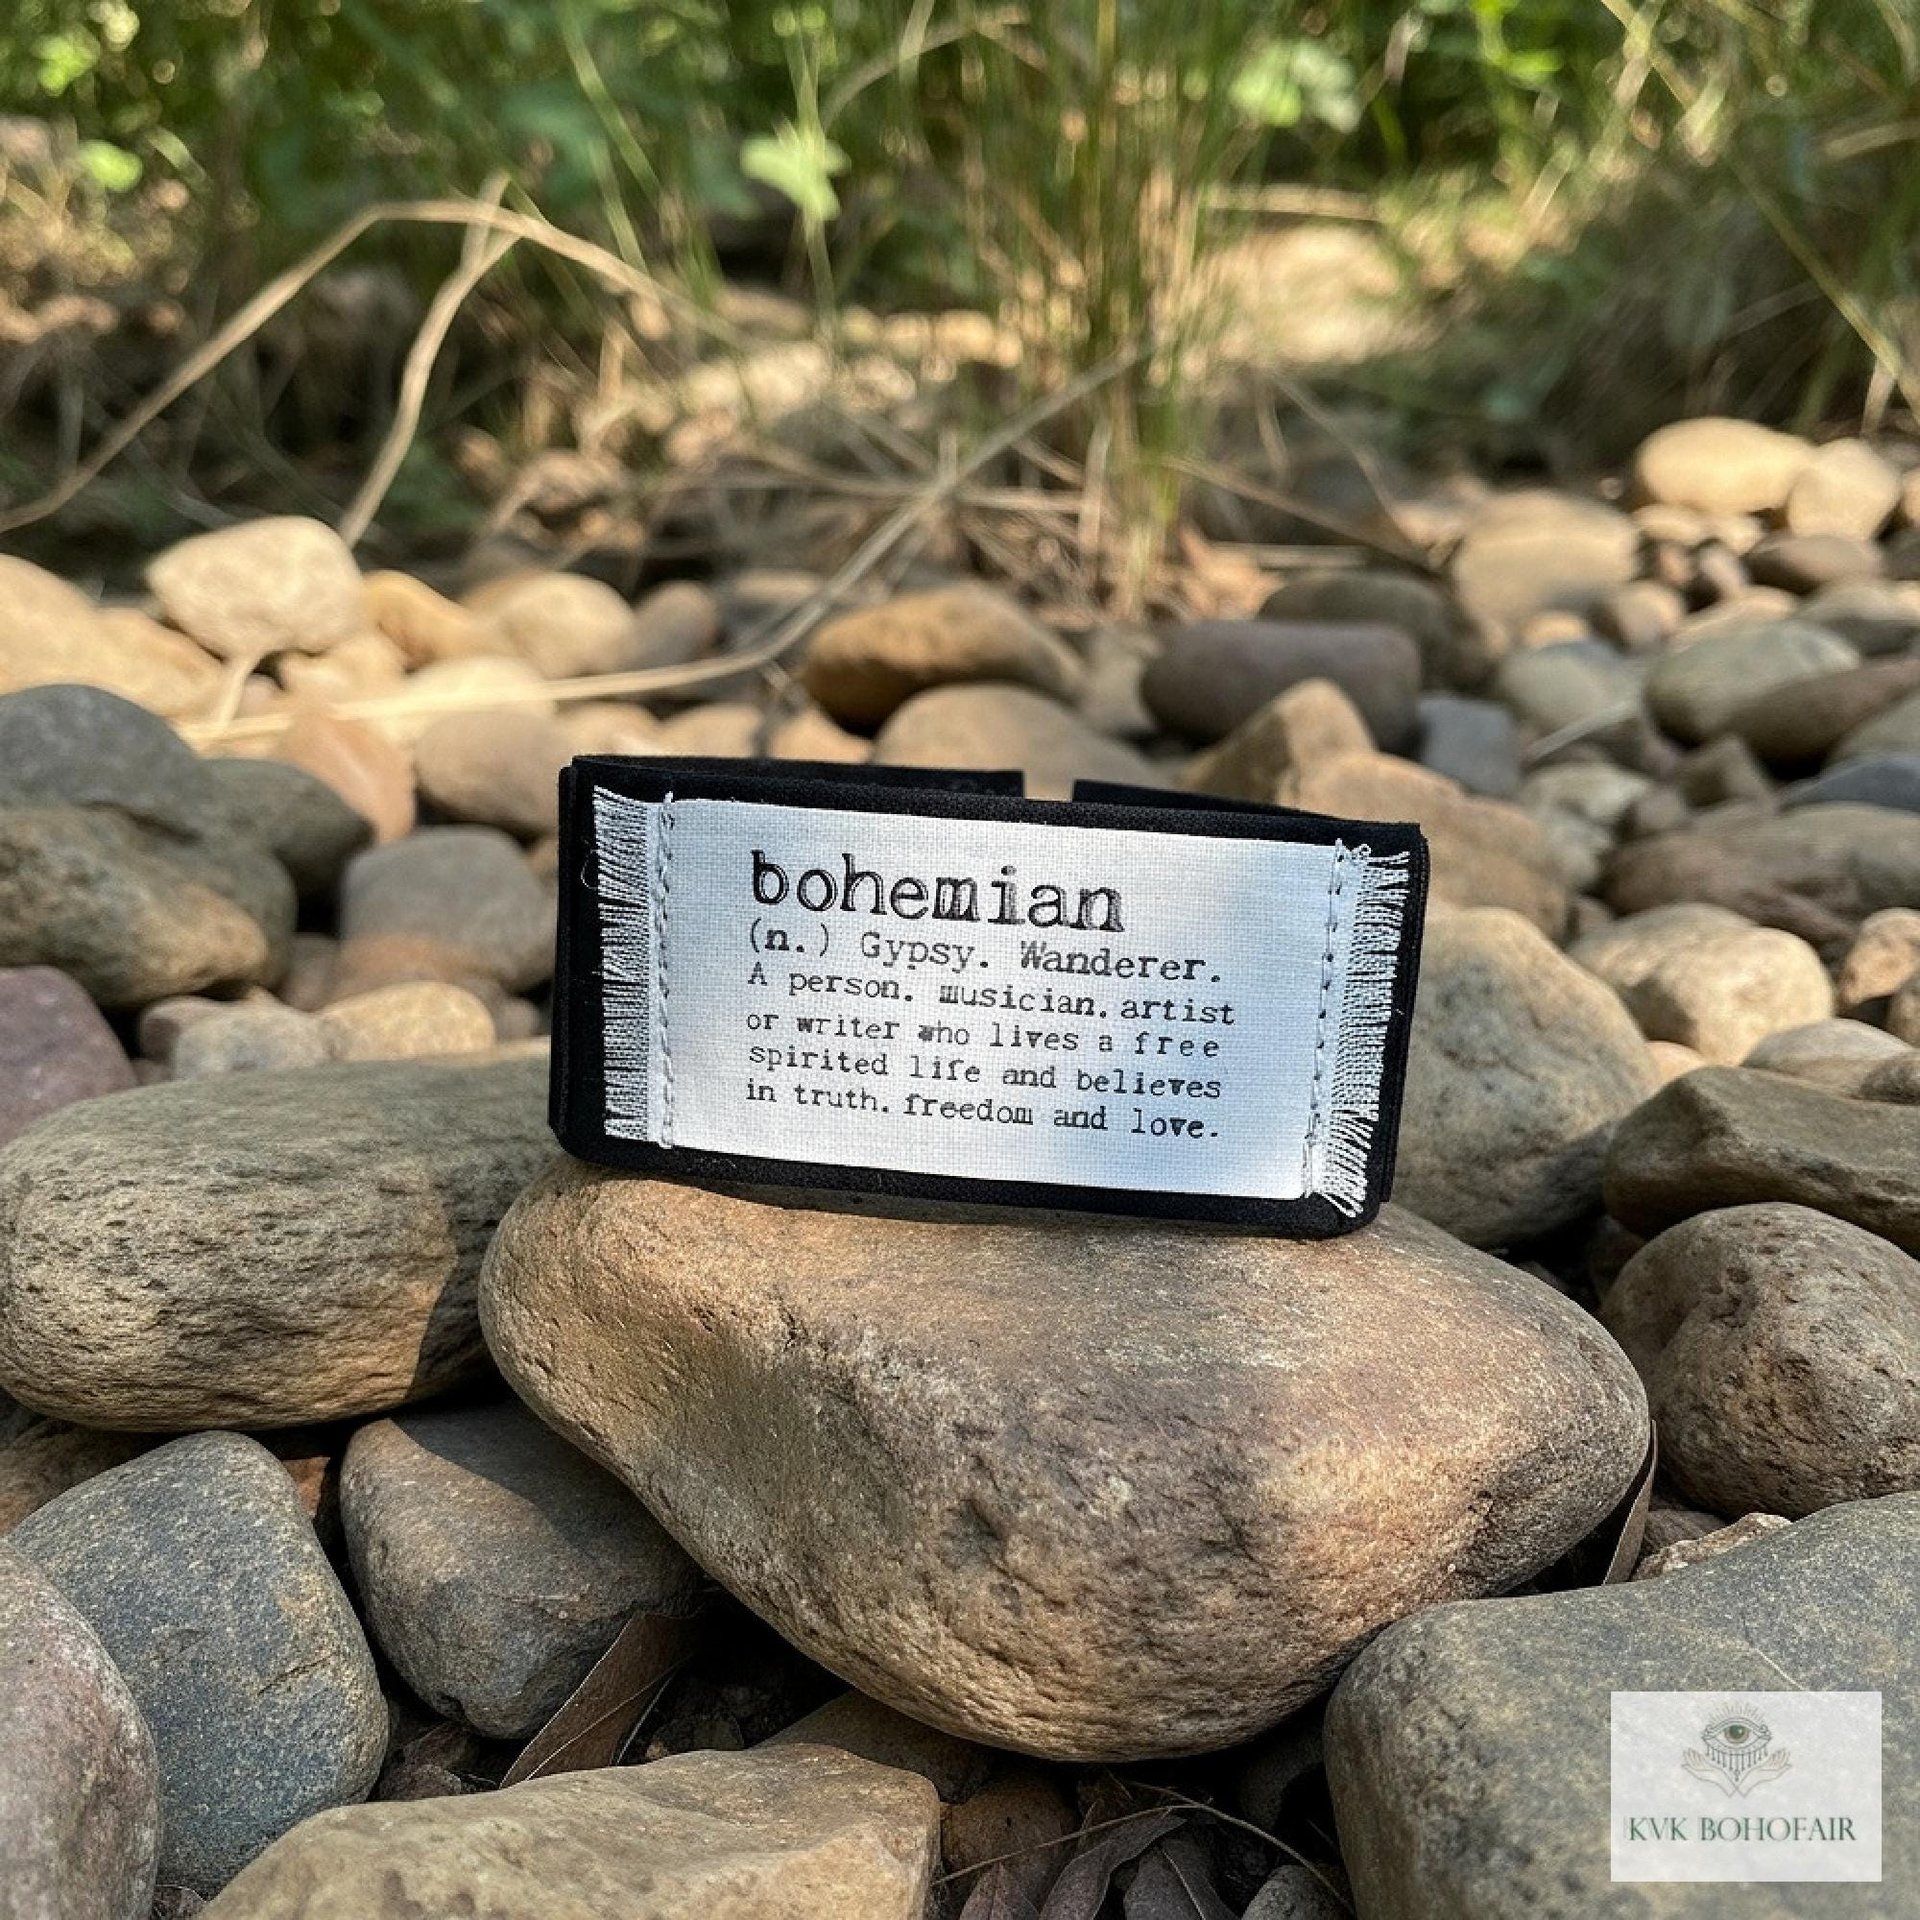 bohemian
(n.) Gypsy. Wanderer.
A person. musician. artist
or writer who lives a free
spirited life and believes
in truth. freedom and love.
KVK BOHOFAIR